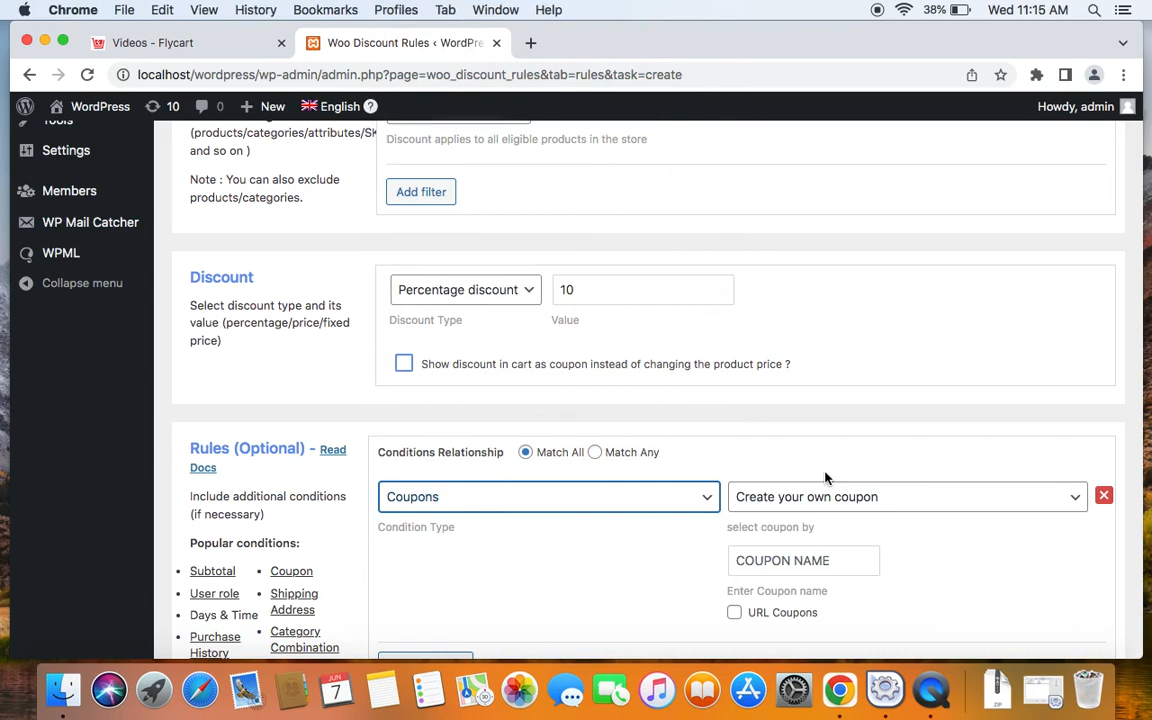 Chrome File Edit View History Bookmarks Profiles Tab Window Help 38% Wed 11:15 AM
Videos - Flycart Woo Discount Rules ‹ WordPre
localhost/wordpress/wp-admin/admin.php?page=woo_discount_rules&tab=rules&task=create
WordPress 10 0 New English ? Howdy, admin
Tools
Settings
Members
WP Mail Catcher
WPML
Collapse menu
(products/categories/attributes/SK
and so on )
Note : You can also exclude
products/categories.
Discount applies to all eligible products in the store
Add filter
Discount
Select discount type and its
value (percentage/price/fixed
price)
Percentage discount 10
Discount Type Value
Show discount in cart as coupon instead of changing the product price ?
Rules (Optional) - Read
Docs
Include additional conditions
(if necessary)
Popular conditions:
Subtotal
User role
Days & Time
Purchase
History
Coupon
Shipping
Address
Category
Combination
Conditions Relationship Match All Match Any
Coupons Create your own coupon
Condition Type select coupon by
COUPON NAME
Enter Coupon name
URL Coupons
JUN
7
ZIP